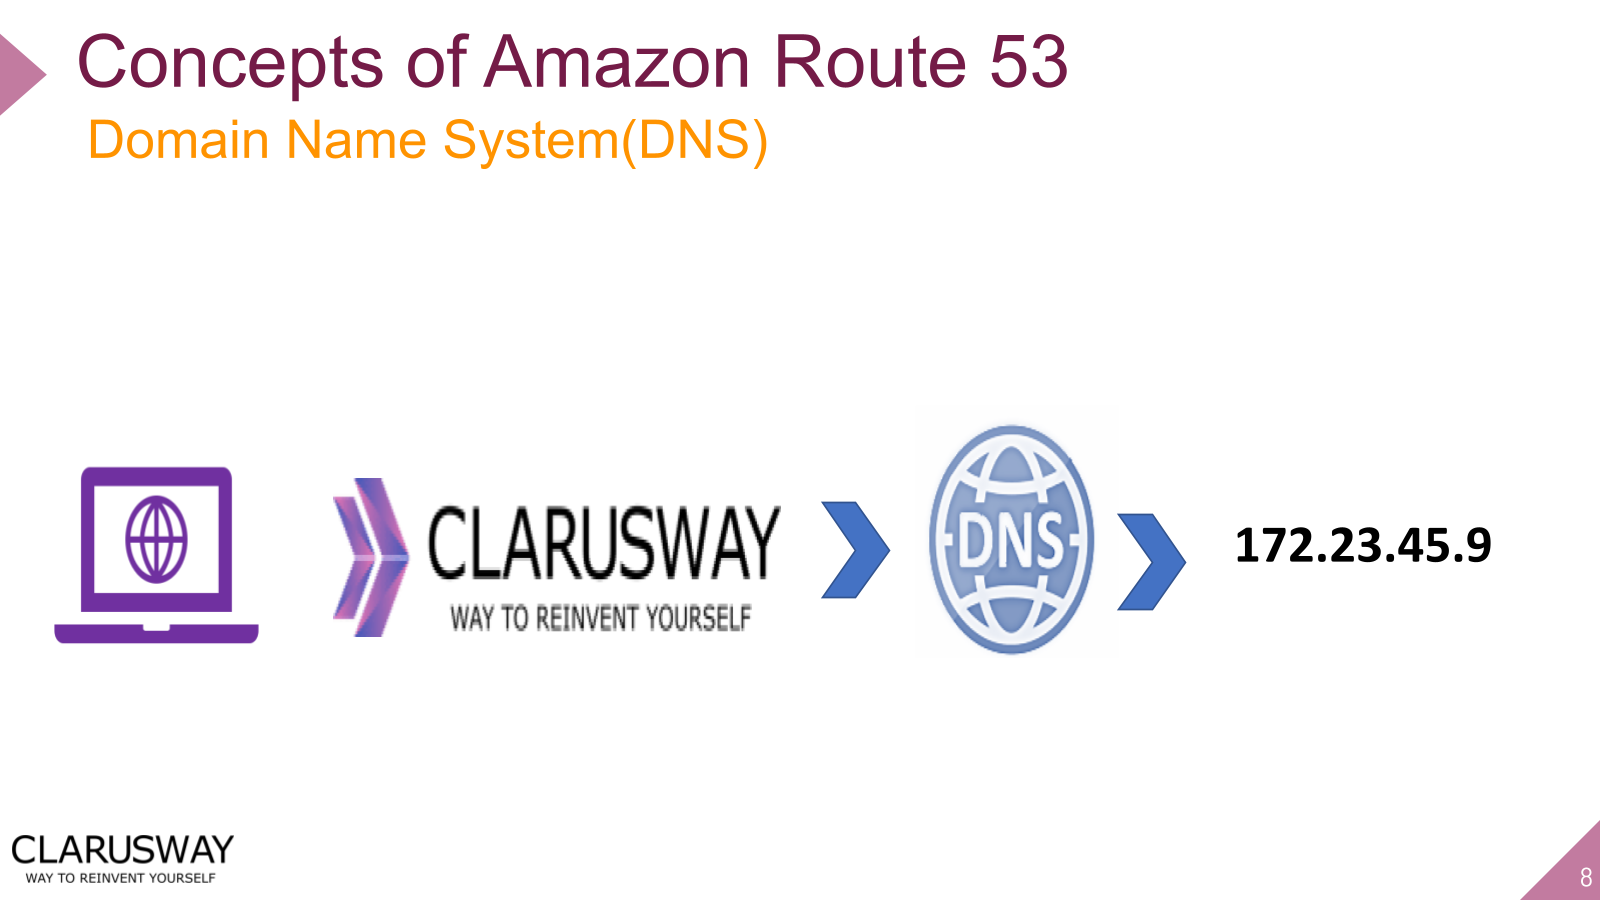 Concepts of Amazon Route 53
Domain Name System(DNS)
CLARUSWAY
WAY TO REINVENT YOURSELF
DNS
172.23.45.9
CLARUSWAY
WAY TO REINVENT YOURSELF
8